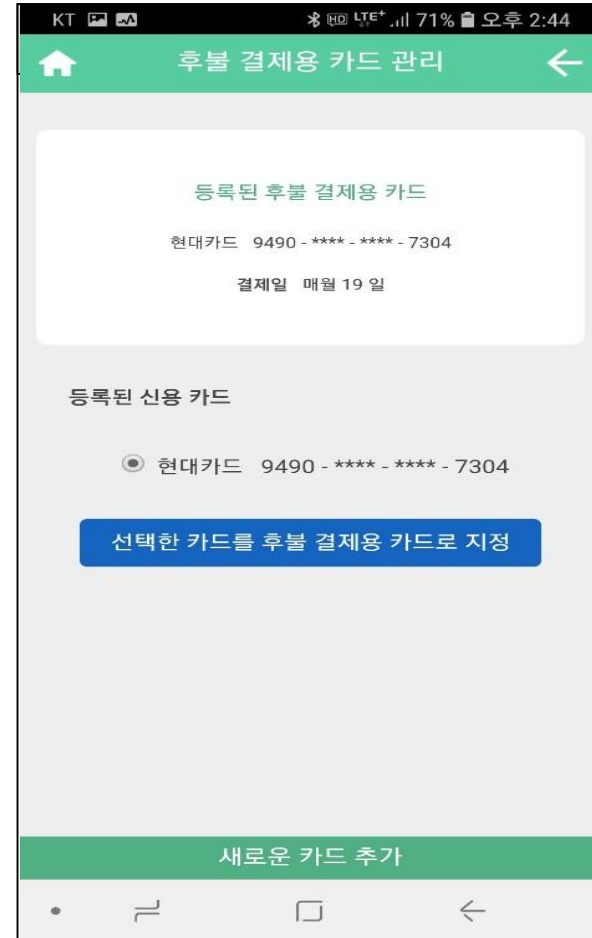 KT HD LTE+ 71% 오후 2:44
후불 결제용 카드 관리
등록된 후불 결제용 카드
현대카드 9490 - **** - **** - 7304
결제일 매월 19 일
등록된 신용 카드
현대카드 9490 - **** - **** - 7304
선택한 카드를 후불 결제용 카드로 지정
새로운 카드 추가